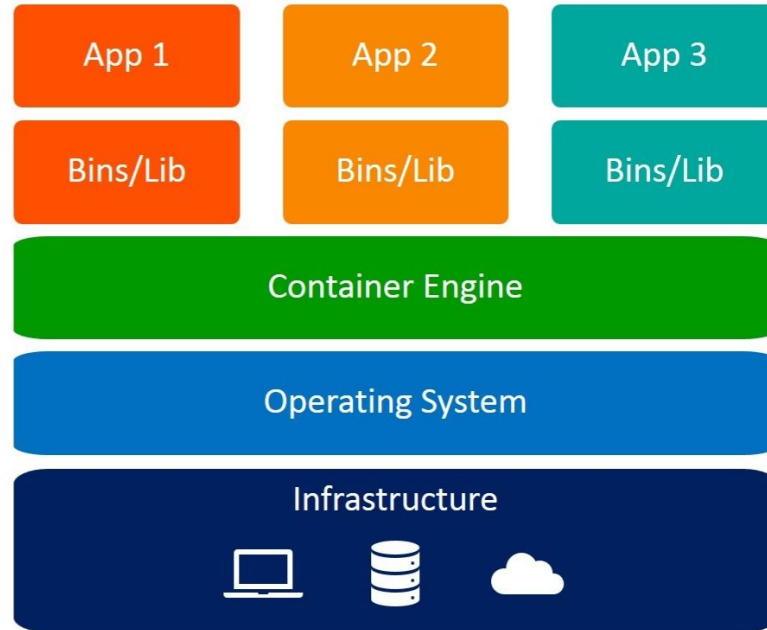 App 1
App 2
App 3
Bins/Lib
Bins/Lib
Bins/Lib
Container Engine
Operating System
Infrastructure